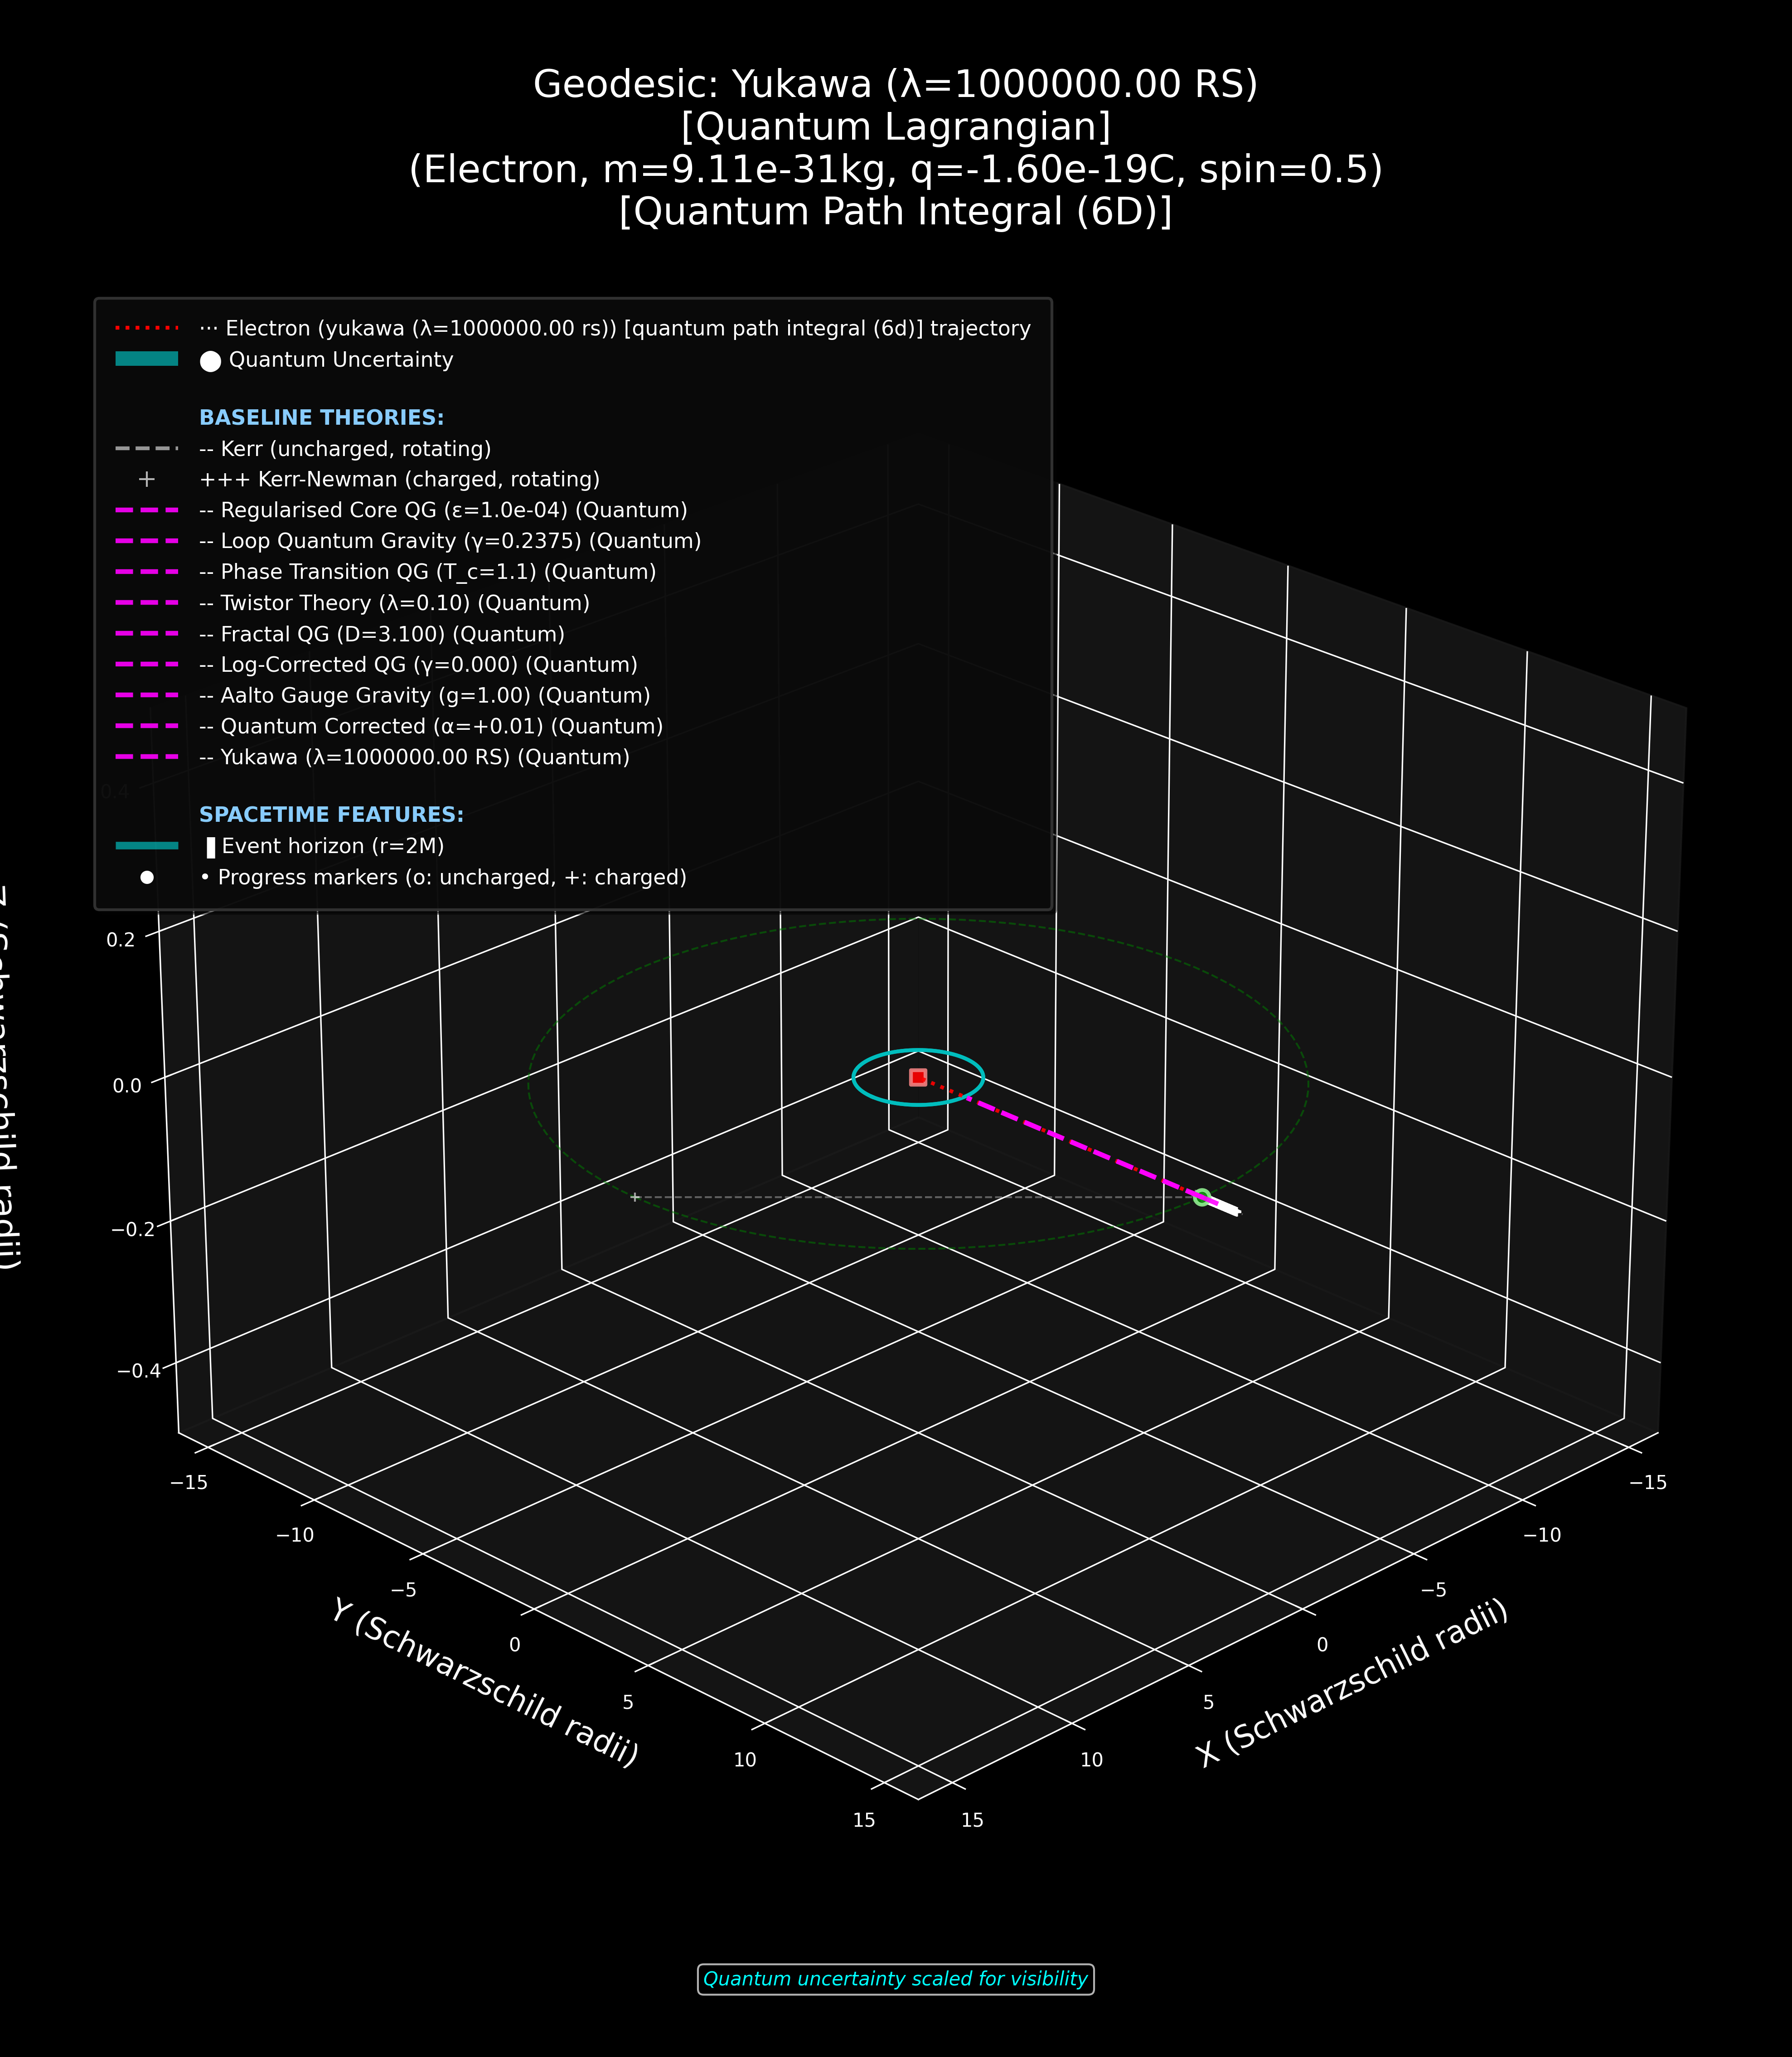 Geodesic: Yukawa (λ=1000000.00 RS)
[Quantum Lagrangian]
(Electron, m=9.11e-31kg, q=-1.60e-19C, spin=0.5)
[Quantum Path Integral (6D)]
··· Electron (yukawa (λ=1000000.00 rs)) [quantum path integral (6d)] trajectory
● Quantum Uncertainty
BASELINE THEORIES:
-- Kerr (uncharged, rotating)
+++ Kerr-Newman (charged, rotating)
-- Regularised Core QG (ε=1.0e-04) (Quantum)
-- Loop Quantum Gravity (γ=0.2375) (Quantum)
-- Phase Transition QG (T_c=1.1) (Quantum)
-- Twistor Theory (λ=0.10) (Quantum)
-- Fractal QG (D=3.100) (Quantum)
-- Log-Corrected QG (γ=0.000) (Quantum)
-- Aalto Gauge Gravity (g=1.00) (Quantum)
-- Quantum Corrected (α=+0.01) (Quantum)
-- Yukawa (λ=1000000.00 RS) (Quantum)
SPACETIME FEATURES:
▐ Event horizon (r=2M)
• Progress markers (o: uncharged, +: charged)
0.4
0.2
0.0
−0.2
−0.4
Z (Schwarzschild radii)
−15
−10
−5
0
5
10
15
Y (Schwarzschild radii)
−15
−10
−5
0
5
10
15
X (Schwarzschild radii)
Quantum uncertainty scaled for visibility